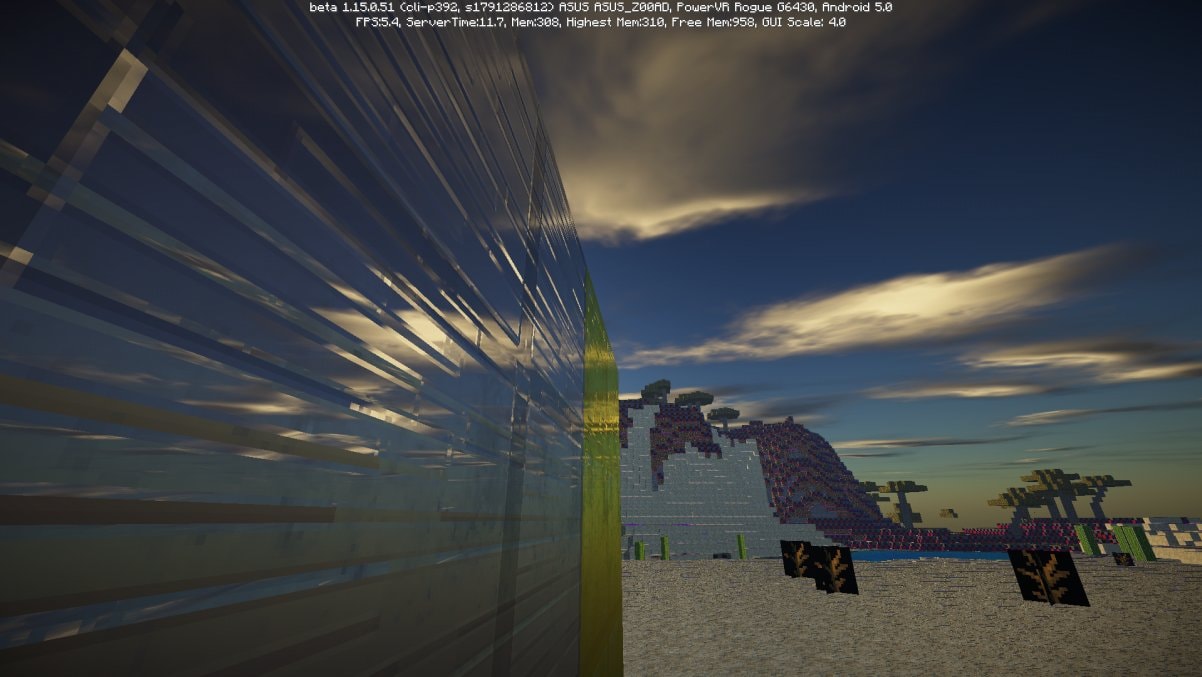 beta 1.15.0.51 (cli-p392, s1791286812) ASUS ASUS_Z00AD, PowerVR Rogue G6430, Android 5.0
FPS:5.4, ServerTime:11.7, Mem:308, Highest Mem:310, Free Mem:958, GUI Scale: 4.0